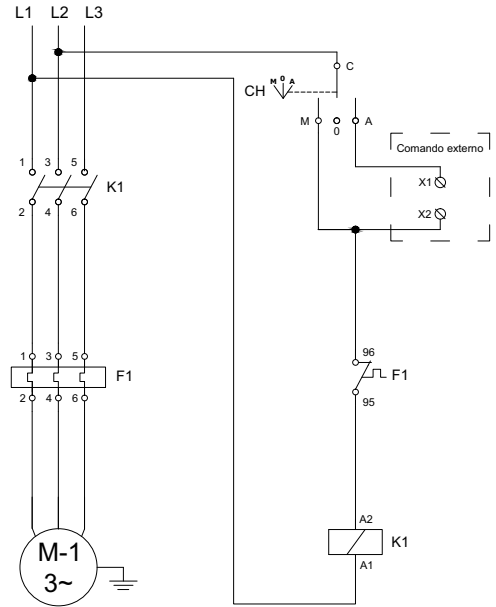 L1 L2 L3
C
CH M 0 A
M 0 A
Comando externo
X1
X2
1 3 5
K1
2 4 6
96
F1
95
1 3 5
F1
2 4 6
A2
K1
A1
M-1
3~